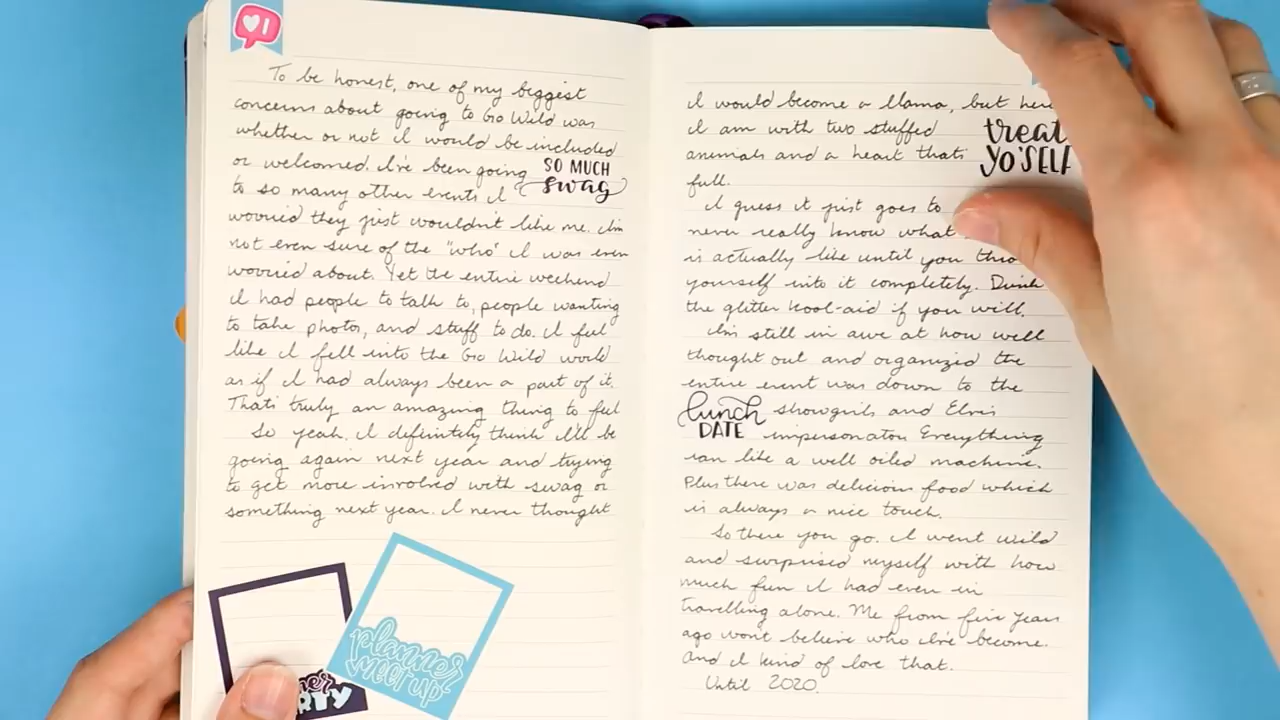 To be honest, one of my biggest
concerns about going to Go Wild was
whether or not I would be included
or welcomed. I've been going
SO MUCH
swag
to so many other events I
worried they just wouldn't like me. I'm
not even sure of the "who" I was even
worried about. Yet the entire weekend
I had people to talk to, people wanting
to take photos, and stuff to do. I feel
like I fell into the Go Wild world
as if I had always been a part of it.
That's truly an amazing thing to feel
So yeah. I definitely think I'll be
going again next year and trying
to get more involved with swag or
something next year. I never thought
planner
MEET UP
I would become a llama, but here
I am with two stuffed
animals and a heart that's
full.
treat
YO'SELF
I guess it just goes to
never really know what
is actually like until you
yourself into it completely. Drink
the glitter kool-aid if you will.
I'm still in awe at how well
thought out and organized the
entire event was down to the
lunch
DATE
showgirls and Elvis
impersonator. Everything
ran like a well oiled machine.
Plus there was delicious food which
is always a nice touch.
So there you go. I went wild
and surprised myself with how
much fun I had even in
travelling alone. Me from five years
ago won't believe who I've become.
And I kind of love that.
Until 2020.